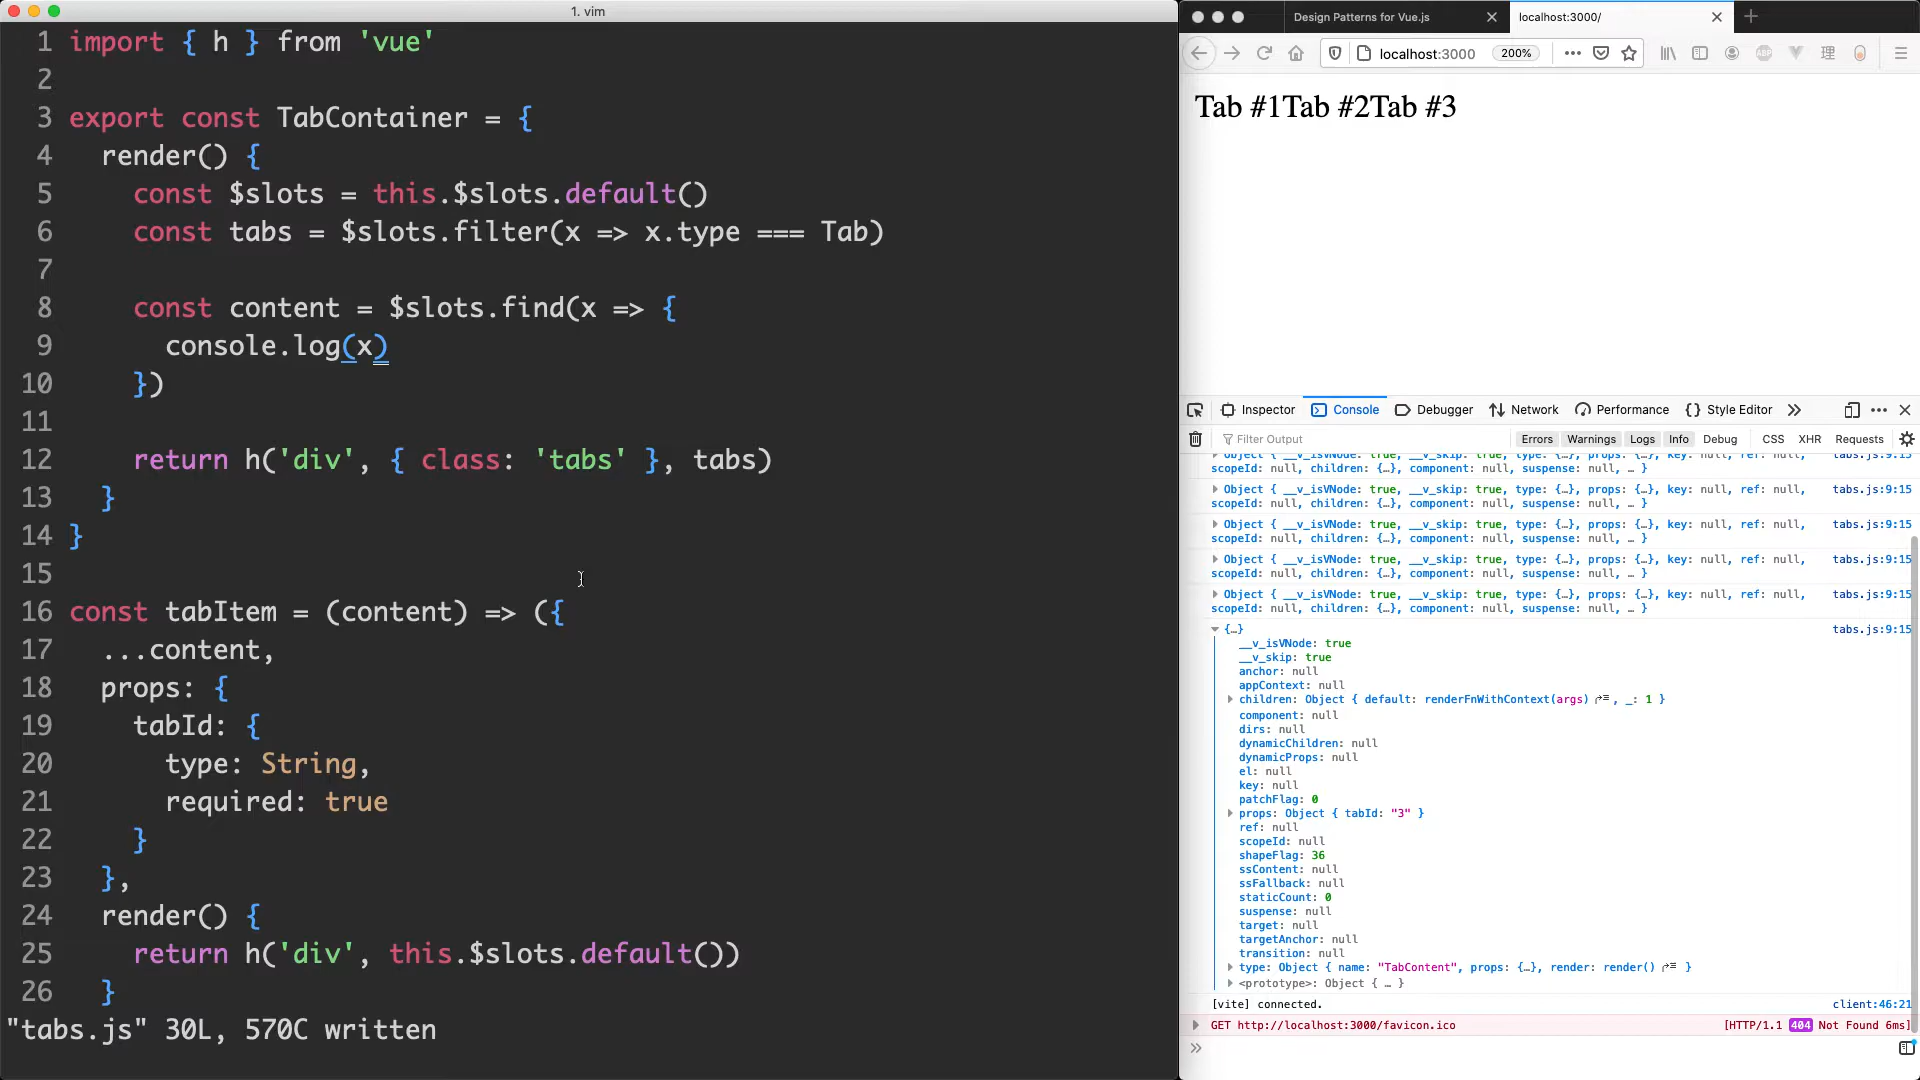 1. vim
1 import { h } from 'vue'
2
3 export const TabContainer = {
4 render() {
5 const $slots = this.$slots.default()
6 const tabs = $slots.filter(x => x.type === Tab)
7
8 const content = $slots.find(x => {
9 console.log(x)
10 })
11
12 return h('div', { class: 'tabs' }, tabs)
13 }
14 }
15
16 const tabItem = (content) => ({
17 ...content,
18 props: {
19 tabId: {
20 type: String,
21 required: true
22 }
23 },
24 render() {
25 return h('div', this.$slots.default())
26 }
"tabs.js" 30L, 570C written
Design Patterns for Vue.js
localhost:3000/
localhost:3000 200%
Tab #1Tab #2Tab #3
Inspector Console Debugger Network Performance Style Editor
Filter Output Errors Warnings Logs Info Debug CSS XHR Requests
Object { __v_isVNode: true, __v_skip: true, type: {…}, props: {…}, key: null, ref: null, tabs.js:9:15
scopeId: null, children: {…}, component: null, suspense: null, … }
Object { __v_isVNode: true, __v_skip: true, type: {…}, props: {…}, key: null, ref: null, tabs.js:9:15
scopeId: null, children: {…}, component: null, suspense: null, … }
Object { __v_isVNode: true, __v_skip: true, type: {…}, props: {…}, key: null, ref: null, tabs.js:9:15
scopeId: null, children: {…}, component: null, suspense: null, … }
Object { __v_isVNode: true, __v_skip: true, type: {…}, props: {…}, key: null, ref: null, tabs.js:9:15
scopeId: null, children: {…}, component: null, suspense: null, … }
Object { __v_isVNode: true, __v_skip: true, type: {…}, props: {…}, key: null, ref: null, tabs.js:9:15
scopeId: null, children: {…}, component: null, suspense: null, … }
{…} tabs.js:9:15
__v_isVNode: true
__v_skip: true
anchor: null
appContext: null
children: Object { default: renderFnWithContext(args), _: 1 }
component: null
dirs: null
dynamicChildren: null
dynamicProps: null
el: null
key: null
patchFlag: 0
props: Object { tabId: "3" }
ref: null
scopeId: null
shapeFlag: 36
ssContent: null
ssFallback: null
staticCount: 0
suspense: null
target: null
targetAnchor: null
transition: null
type: Object { name: "TabContent", props: {…}, render: render() }
<prototype>: Object { … }
[vite] connected. client:46:21
GET http://localhost:3000/favicon.ico [HTTP/1.1 404 Not Found 6ms]